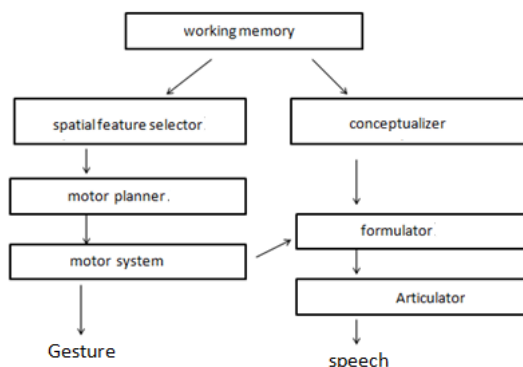 working memory
spatial feature selector
conceptualizer
motor planner.
formulator
motor system
Articulator
Gesture
speech